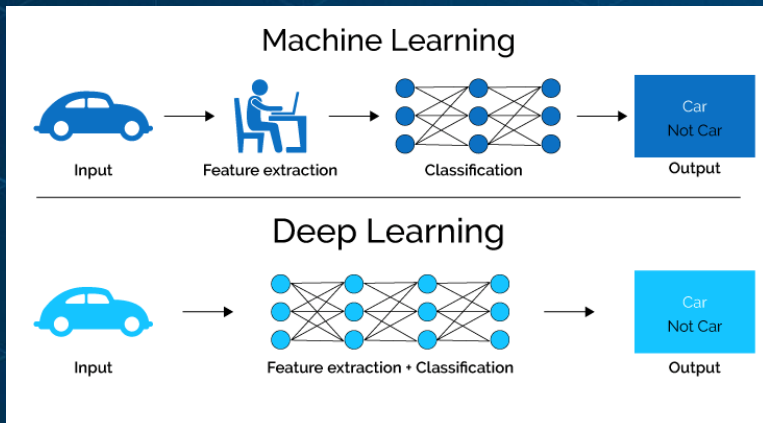 Machine Learning
Input
Feature extraction
Classification
Car
Not Car
Output
Deep Learning
Input
Feature extraction + Classification
Car
Not Car
Output